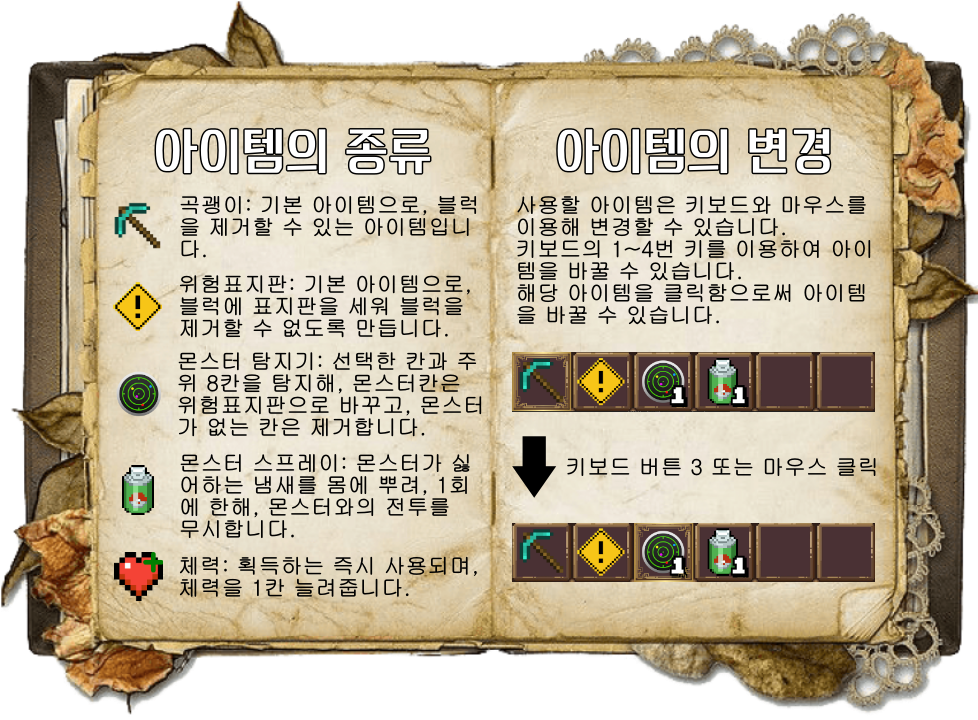 아이템의 종류
곡괭이: 기본 아이템으로, 블럭
을 제거할 수 있는 아이템입니
다.
위험표지판: 기본 아이템으로,
블럭에 표지판을 세워 블럭을
제거할 수 없도록 만듭니다.
몬스터 탐지기: 선택한 칸과 주
위 8칸을 탐지해, 몬스터칸은
위험표지판으로 바꾸고, 몬스터
가 없는 칸은 제거합니다.
몬스터 스프레이: 몬스터가 싫
어하는 냄새를 몸에 뿌려, 1회
에 한해, 몬스터와의 전투를
무시합니다.
체력: 획득하는 즉시 사용되며,
체력을 1칸 늘려줍니다.
아이템의 변경
사용할 아이템은 키보드와 마우스를
이용해 변경할 수 있습니다.
키보드의 1~4번 키를 이용하여 아이
템을 바꿀 수 있습니다.
해당 아이템을 클릭함으로써 아이템
을 바꿀 수 있습니다.
1 1
키보드 버튼 3 또는 마우스 클릭
1 1